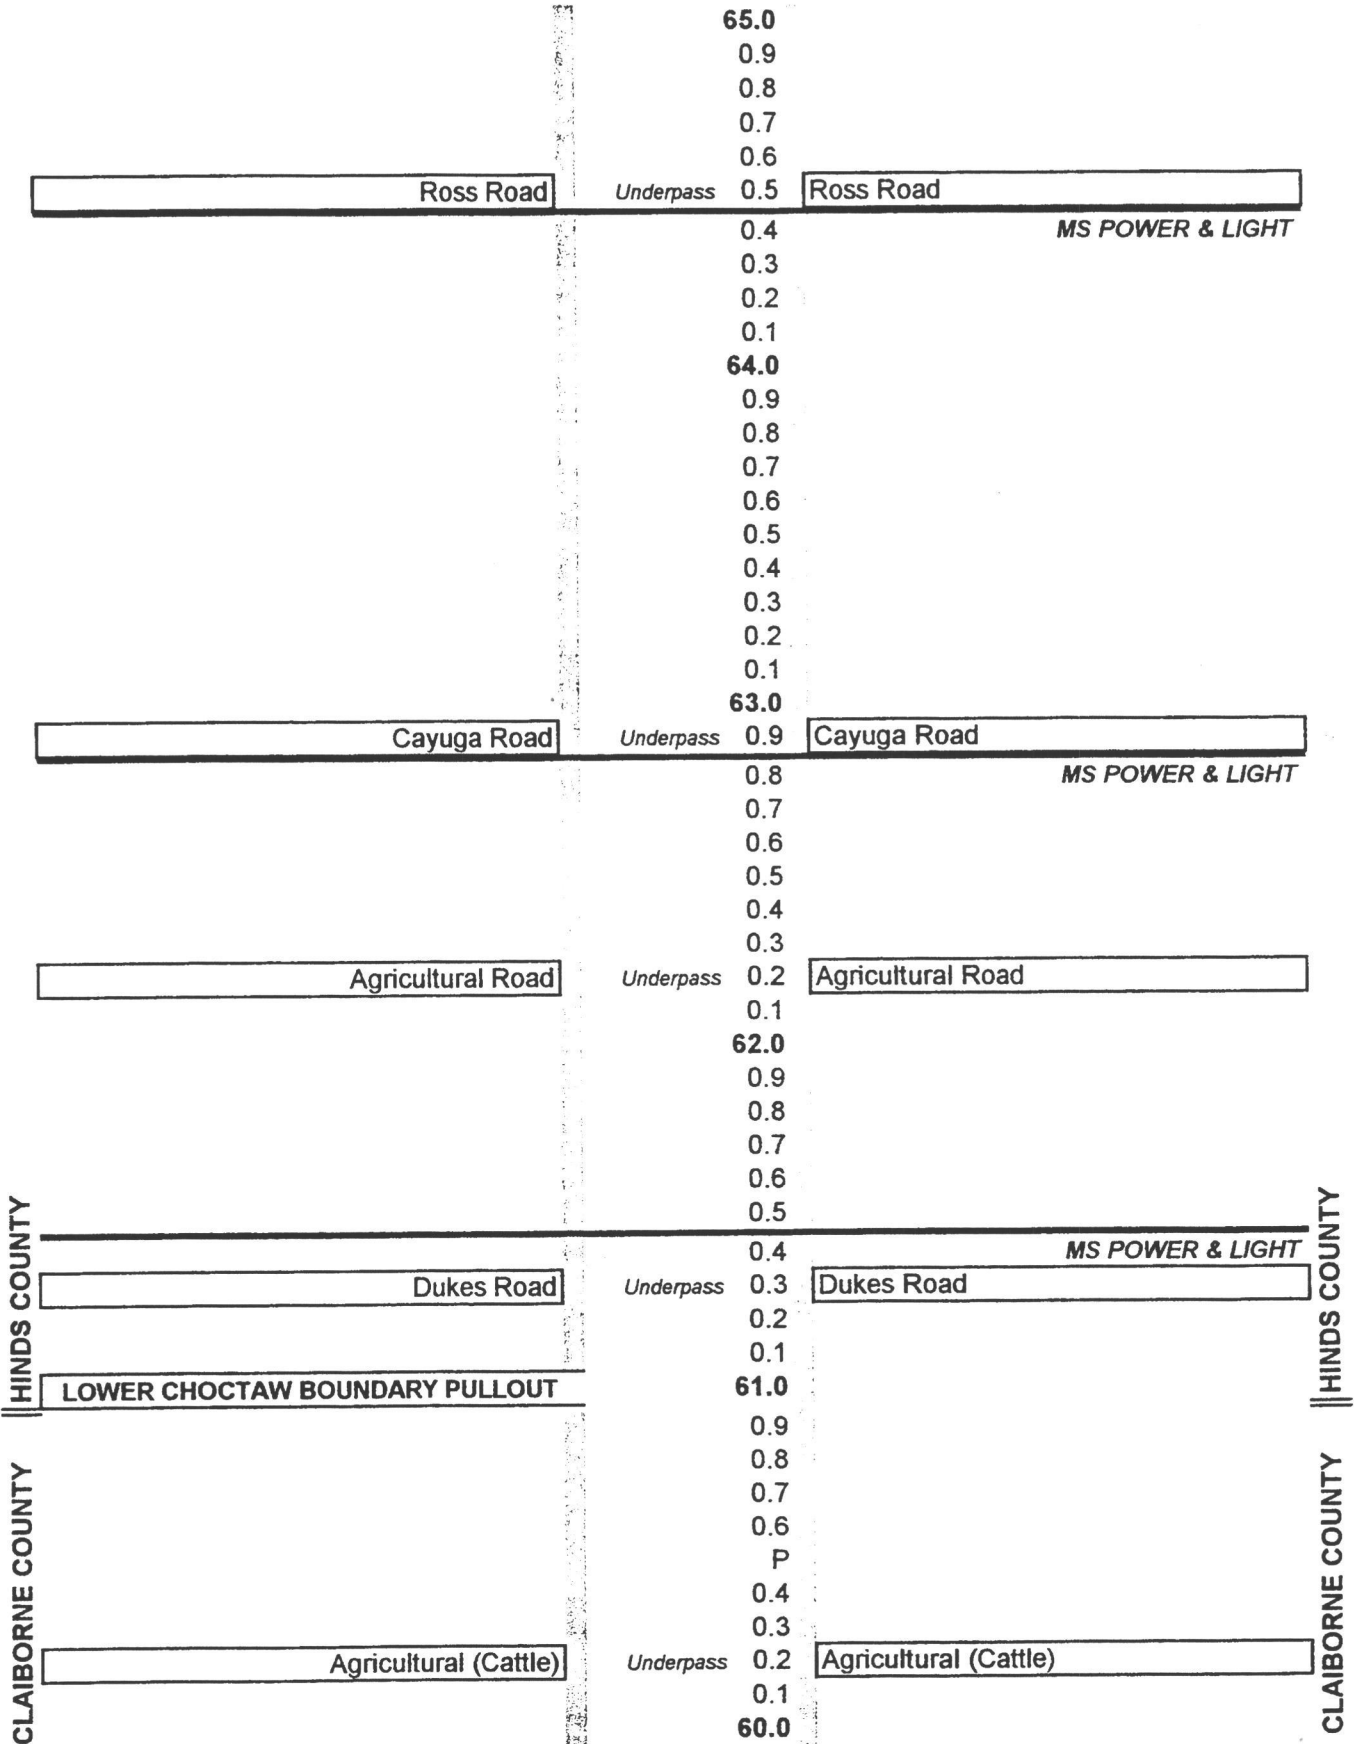 65.0
0.9
0.8
0.7
0.6
Ross Road Underpass 0.5 Ross Road
0.4 MS POWER & LIGHT
0.3
0.2
0.1
64.0
0.9
0.8
0.7
0.6
0.5
0.4
0.3
0.2
0.1
63.0
Cayuga Road Underpass 0.9 Cayuga Road
0.8 MS POWER & LIGHT
0.7
0.6
0.5
0.4
0.3
Agricultural Road Underpass 0.2 Agricultural Road
0.1
62.0
0.9
0.8
0.7
0.6
0.5
0.4 MS POWER & LIGHT
Dukes Road Underpass 0.3 Dukes Road
0.2
0.1
LOWER CHOCTAW BOUNDARY PULLOUT 61.0
0.9
0.8
0.7
0.6
P
0.4
0.3
Agricultural (Cattle) Underpass 0.2 Agricultural (Cattle)
0.1
60.0
HINDS COUNTY
CLAIBORNE COUNTY
HINDS COUNTY
CLAIBORNE COUNTY